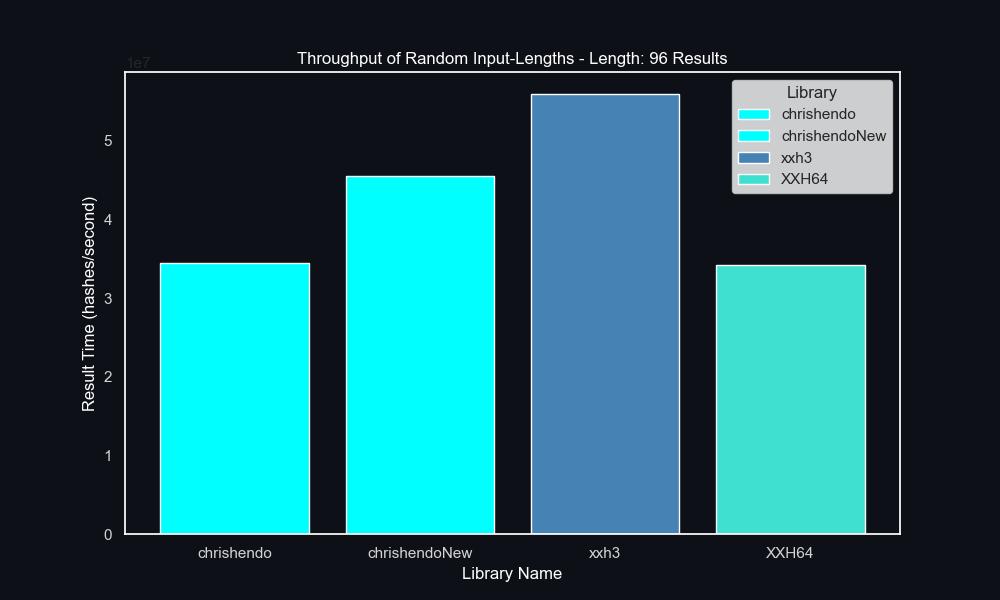 Throughput of Random Input-Lengths - Length: 96 Results
1e7
Library
chrishendo
chrishendoNew
xxh3
XXH64
5
4
3
2
1
0
Result Time (hashes/second)
chrishendo
chrishendoNew
xxh3
XXH64
Library Name